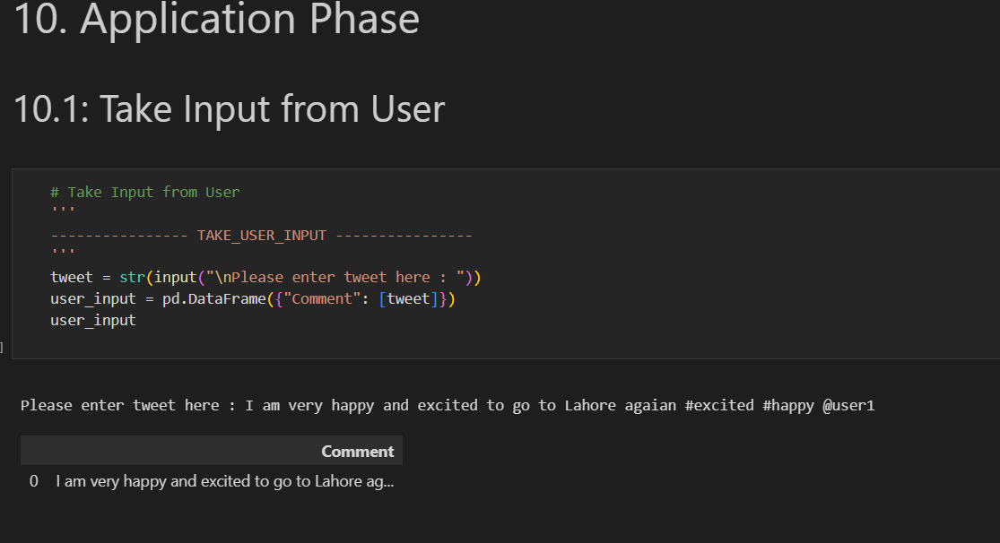 10. Application Phase
10.1: Take Input from User
# Take Input from User
'''
---------------- TAKE_USER_INPUT ----------------
'''
tweet = str(input("\nPlease enter tweet here : "))
user_input = pd.DataFrame({"Comment": [tweet]})
user_input
]
Please enter tweet here : I am very happy and excited to go to Lahore agaian #excited #happy @user1
Comment
0 I am very happy and excited to go to Lahore ag...